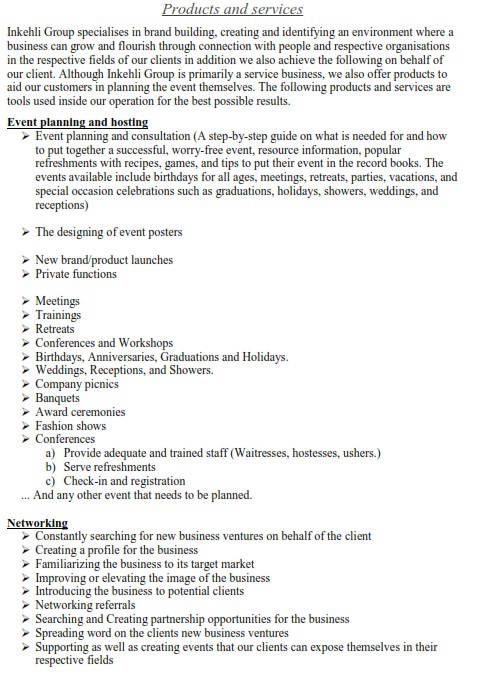 Products and services
Inkehli Group specialises in brand building, creating and identifying an environment where a
business can grow and flourish through connection with people and respective organisations
in the respective fields of our clients in addition we also achieve the following on behalf of
our client. Although Inkehli Group is primarily a service business, we also offer products to
aid our customers in planning the event themselves. The following products and services are
tools used inside our operation for the best possible results.
Event planning and hosting
➢ Event planning and consultation (A step-by-step guide on what is needed for and how
to put together a successful, worry-free event, resource information, popular
refreshments with recipes, games, and tips to put their event in the record books. The
events available include birthdays for all ages, meetings, retreats, parties, vacations, and
special occasion celebrations such as graduations, holidays, showers, weddings, and
receptions)
➢ The designing of event posters
➢ New brand/product launches
➢ Private functions
➢ Meetings
➢ Trainings
➢ Retreats
➢ Conferences and Workshops
➢ Birthdays, Anniversaries, Graduations and Holidays.
➢ Weddings, Receptions, and Showers.
➢ Company picnics
➢ Banquets
➢ Award ceremonies
➢ Fashion shows
➢ Conferences
a) Provide adequate and trained staff (Waitresses, hostesses, ushers.)
b) Serve refreshments
c) Check-in and registration
... And any other event that needs to be planned.
Networking
➢ Constantly searching for new business ventures on behalf of the client
➢ Creating a profile for the business
➢ Familiarizing the business to its target market
➢ Improving or elevating the image of the business
➢ Introducing the business to potential clients
➢ Networking referrals
➢ Searching and Creating partnership opportunities for the business
➢ Spreading word on the clients new business ventures
➢ Supporting as well as creating events that our clients can expose themselves in their
respective fields